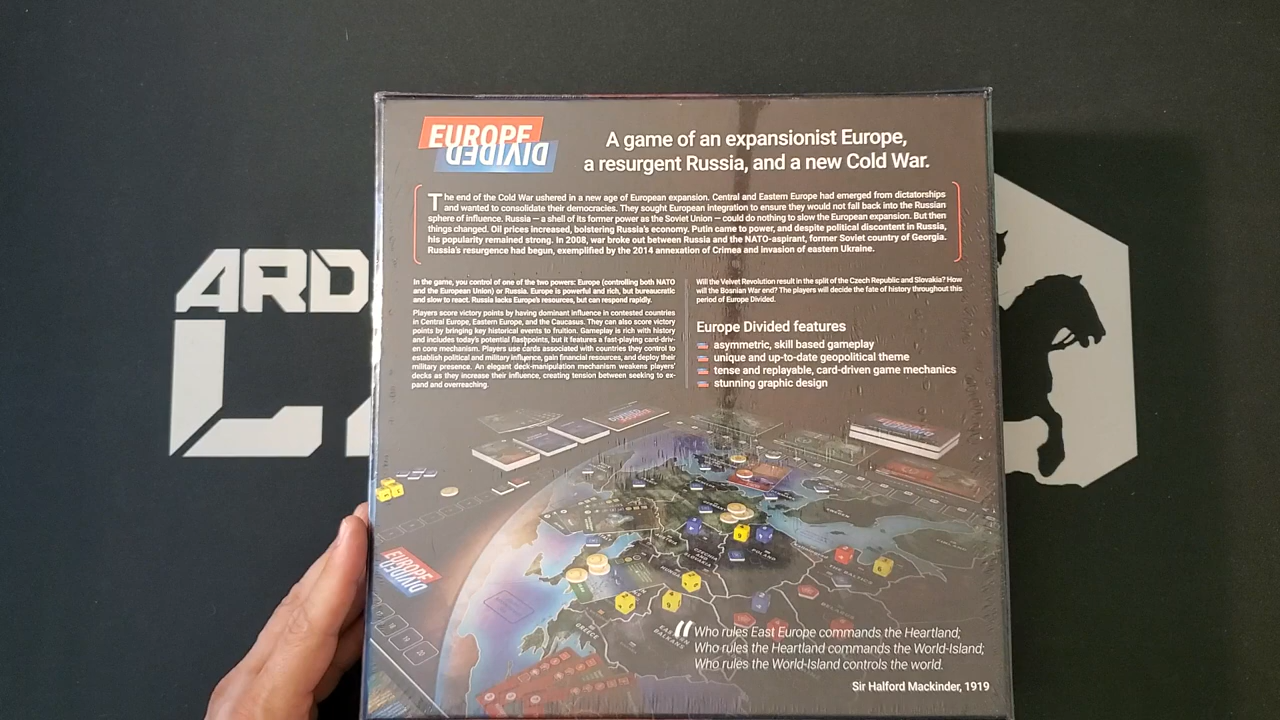 EUROPE
DIVIDED
A game of an expansionist Europe,
a resurgent Russia, and a new Cold War.
The end of the Cold War ushered in a new age of European expansion. Central and Eastern Europe had emerged from dictatorships
and wanted to consolidate their democracies. They sought European integration to ensure they would not fall back into the Russian
sphere of influence. Russia — a shell of its former power as the Soviet Union — could do nothing to slow the European expansion. But then
things changed. Oil prices increased, bolstering Russia's economy. Putin came to power, and despite political discontent in Russia,
his popularity remained strong. In 2008, war broke out between Russia and the NATO-aspirant, former Soviet country of Georgia.
Russia's resurgence had begun, exemplified by the 2014 annexation of Crimea and invasion of eastern Ukraine.
In the game, you control of one of the two powers: Europe (controlling both NATO
and the European Union) or Russia. Europe is powerful and rich, but bureaucratic
and slow to react. Russia lacks Europe's resources, but can respond rapidly.
Players score victory points by having dominant influence in contested countries
in Central Europe, Eastern Europe, and the Caucasus. They can also score victory
points by bringing key historical events to fruition. Gameplay is rich with history
and includes today's potential flashpoints, but it features a fast-playing card-driv-
en core mechanism. Players use cards associated with countries they control to
establish political and military influence, gain financial resources, and deploy their
military presence. An elegant deck-manipulation mechanism weakens players'
decks as they increase their influence, creating tension between seeking to ex-
pand and overreaching.
Will the Velvet Revolution result in the split of the Czech Republic and Slovakia? How
will the Bosnian War end? The players will decide the fate of history throughout this
period of Europe Divided.
Europe Divided features
asymmetric, skill based gameplay
unique and up-to-date geopolitical theme
tense and replayable, card-driven game mechanics
stunning graphic design
ARD
EUROPE
DIVIDED
POLAND
GREECE
EASTERN
BALKANS
“Who rules East Europe commands the Heartland;
Who rules the Heartland commands the World-Island;
Who rules the World-Island controls the world.
Sir Halford Mackinder, 1919